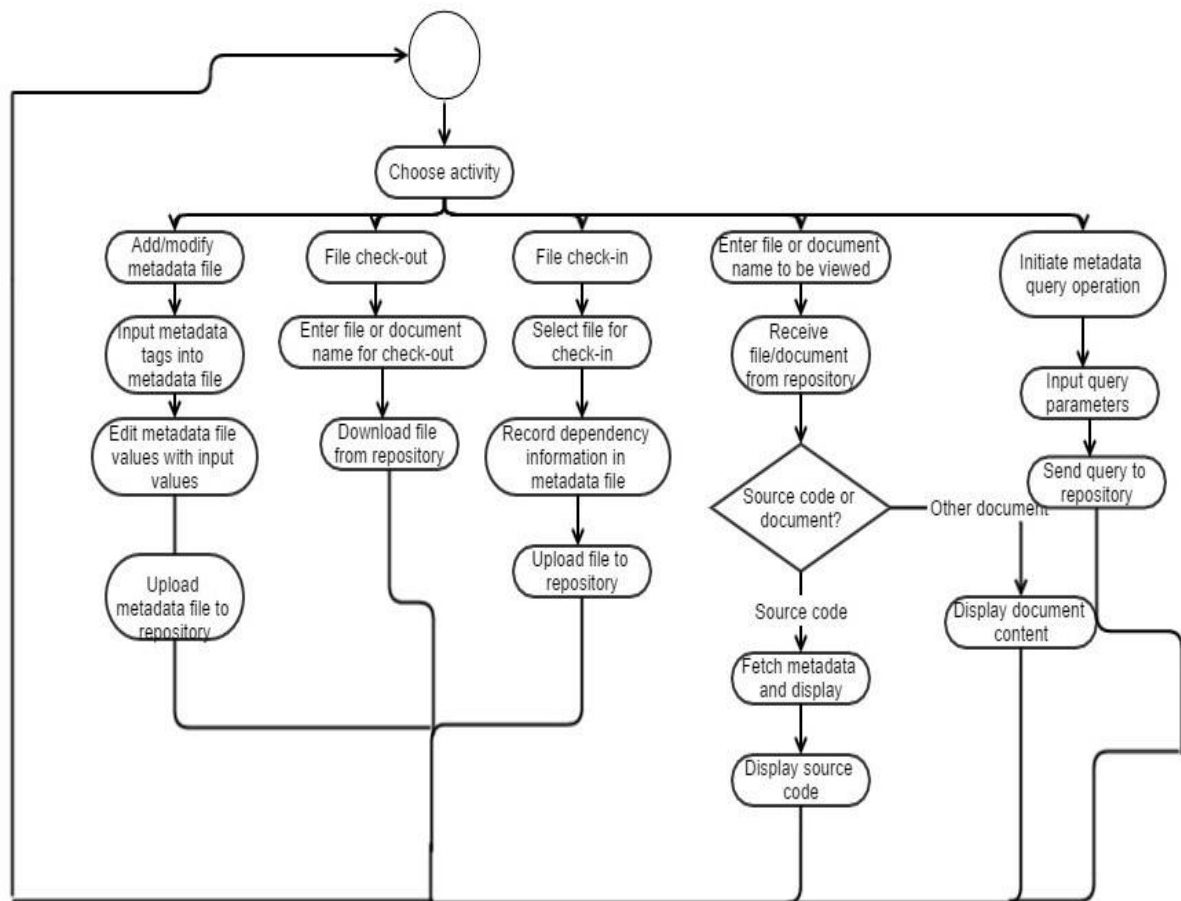 Choose activity
Add/modify
metadata file
File check-out
File check-in
Enter file or document
name to be viewed
Initiate metadata
query operation
Input metadata
tags into
metadata file
Enter file or document
name for check-out
Select file for
check-in
Receive
file/document
from repository
Input query
parameters
Edit metadata file
values with input
values
Download file
from repository
Record dependency
information in
metadata file
Source code or
document?
Other document
Send query to
repository
Upload
metadata file to
repository
Upload file to
repository
Source code
Display document
content
Fetch metadata
and display
Display source
code